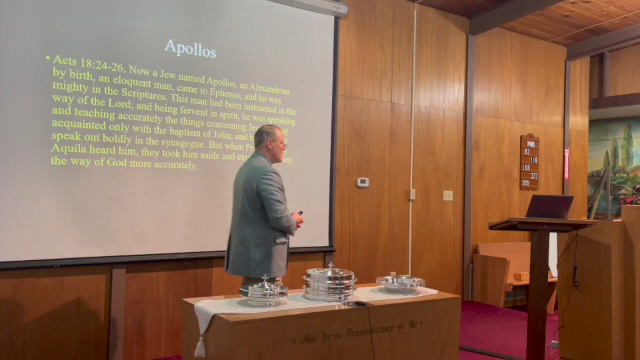 Apollos
• Acts 18:24-26, Now a Jew named Apollos, an Alexandrian
by birth, an eloquent man, came to Ephesus, and he was
mighty in the Scriptures. This man had been instructed in the
way of the Lord; and being fervent in spirit, he was speaking
and teaching accurately the things concerning
acquainted only with the baptism of John; and
speak out boldly in the synagogue. But when
Aquila heard him, they took him aside and
the way of God more accurately.